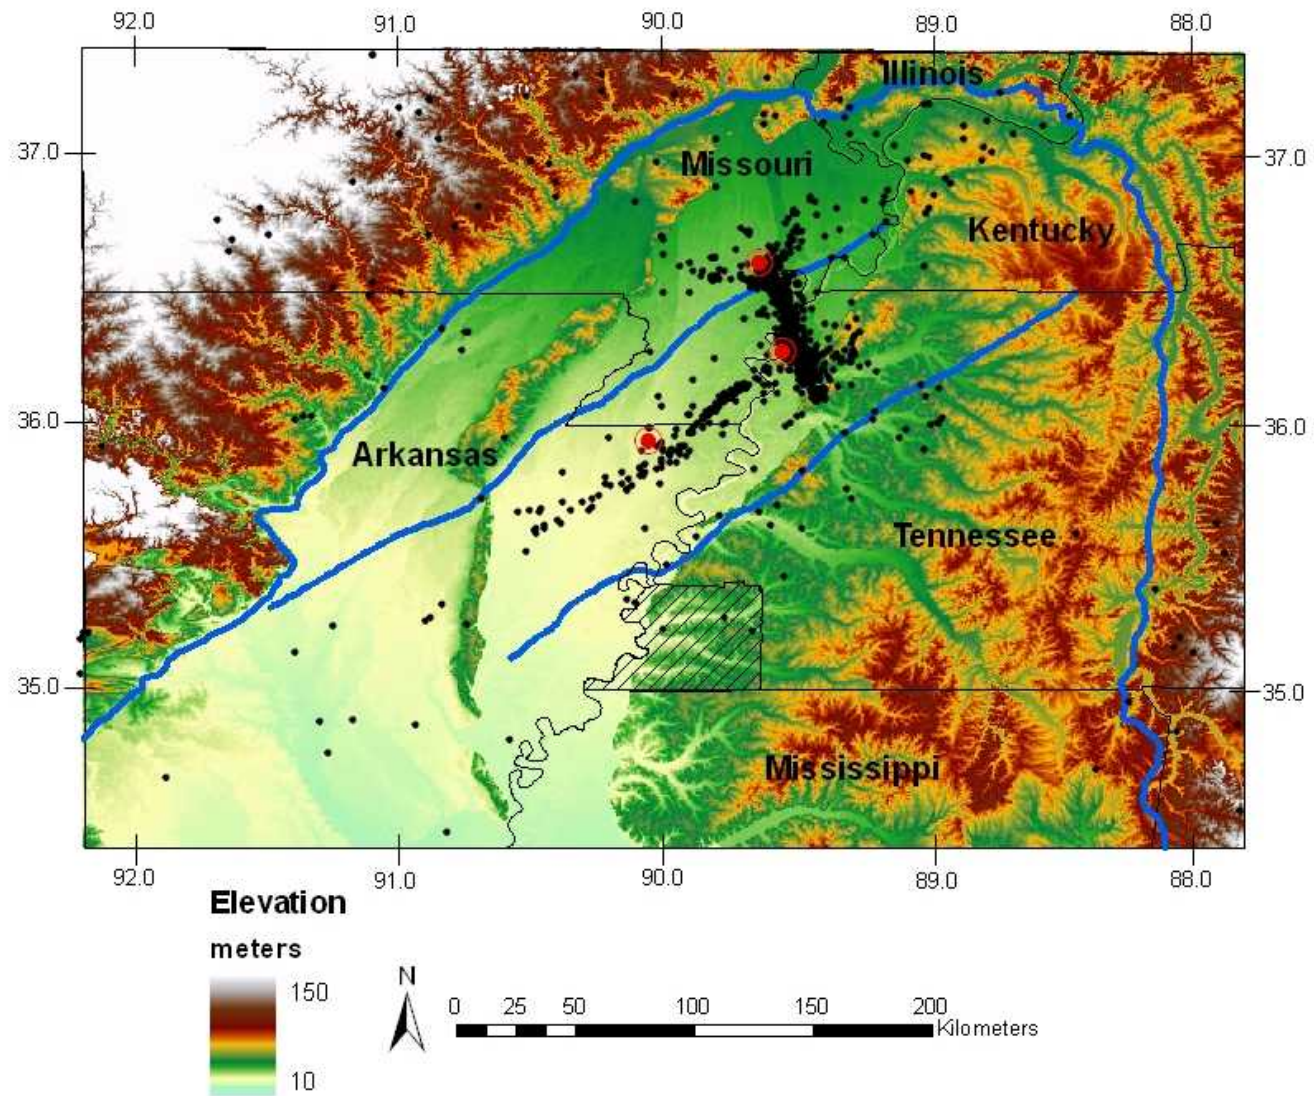 92.0 91.0 90.0 89.0 88.0
Illinois
37.0 Missouri 37.0
Kentucky
36.0 36.0
Arkansas
Tennessee
35.0 35.0
Mississippi
92.0 91.0 90.0 89.0 88.0
Elevation
meters
150
10
N
0 25 50 100 150 200
Kilometers